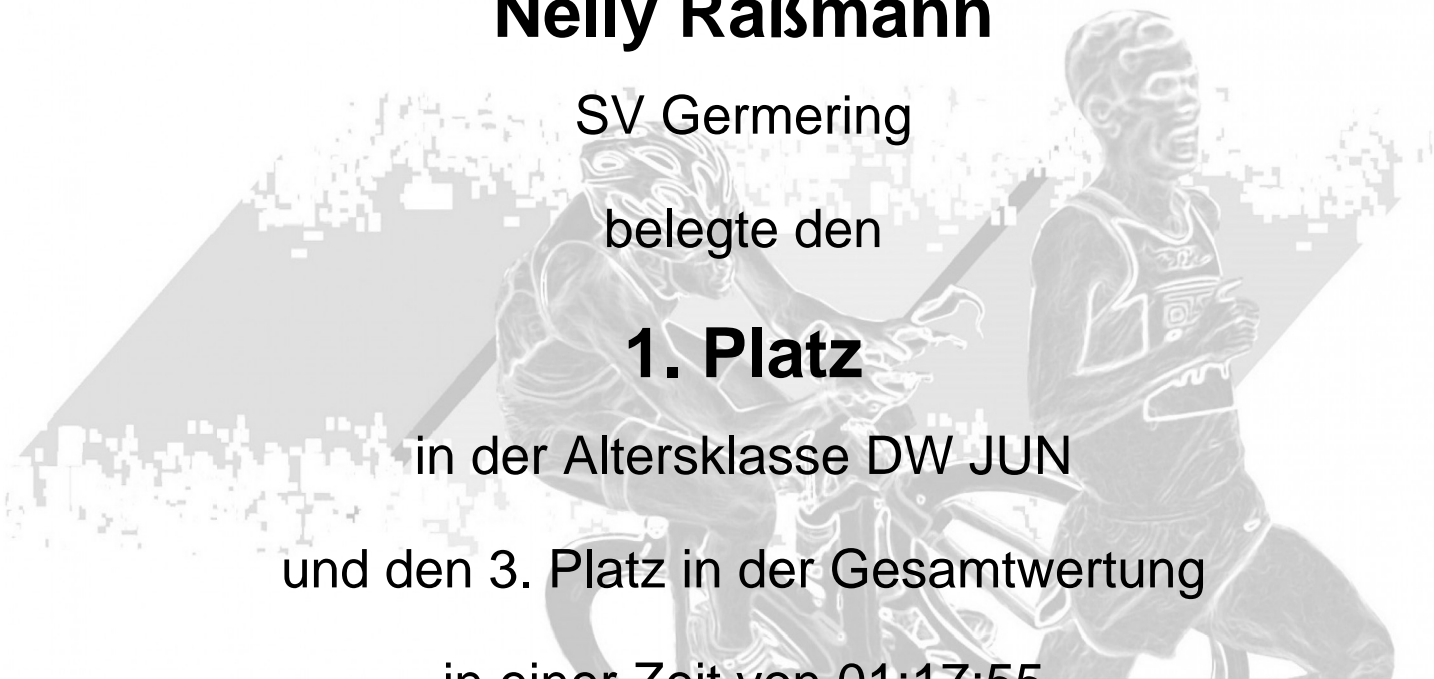 Nelly Raßmann
SV Germering
belegte den
1. Platz
in der Altersklasse DW JUN
und den 3. Platz in der Gesamtwertung
in einer Zeit von 01:17:55